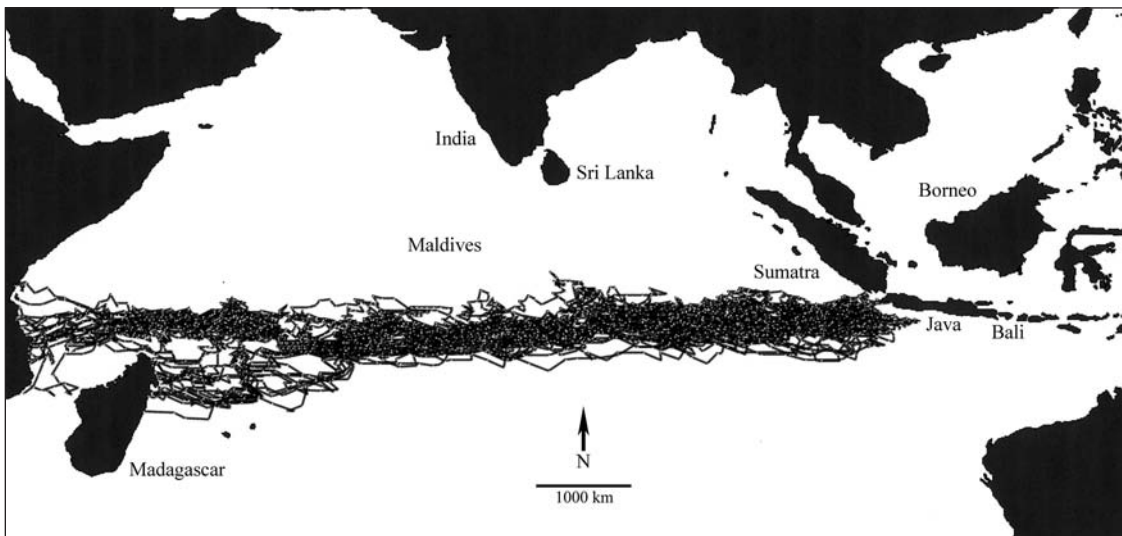 India
Sri Lanka
Borneo
Maldives
Sumatra
Java
Bali
N
Madagascar
1000 km